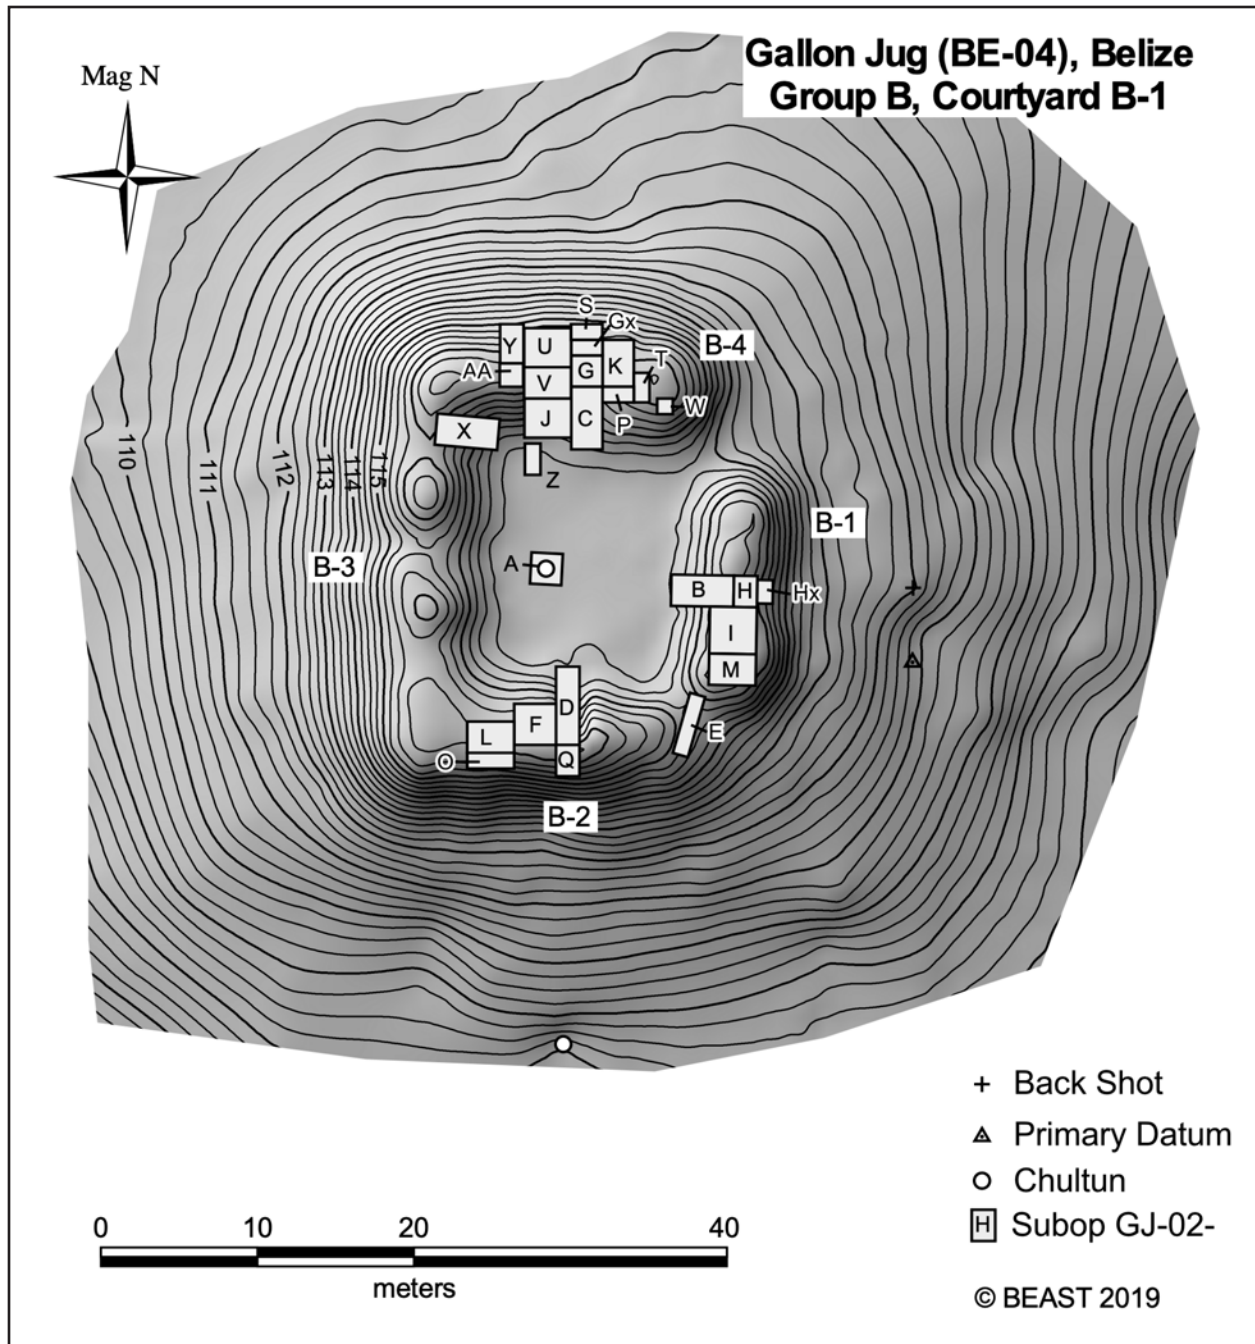 Gallon Jug (BE-04), Belize
Group B, Courtyard B-1
Mag N
S
Gx
B-4
Y
U
K
T
G
AA
V
W
J
C
P
X
Z
110
111
112
113
114
115
B-1
B-3
A
B
H
Hx
I
M
D
F
E
L
O
Q
B-2
+ Back Shot
Primary Datum
Chultun
H Subop GJ-02-
0 10 20 40
meters
© BEAST 2019